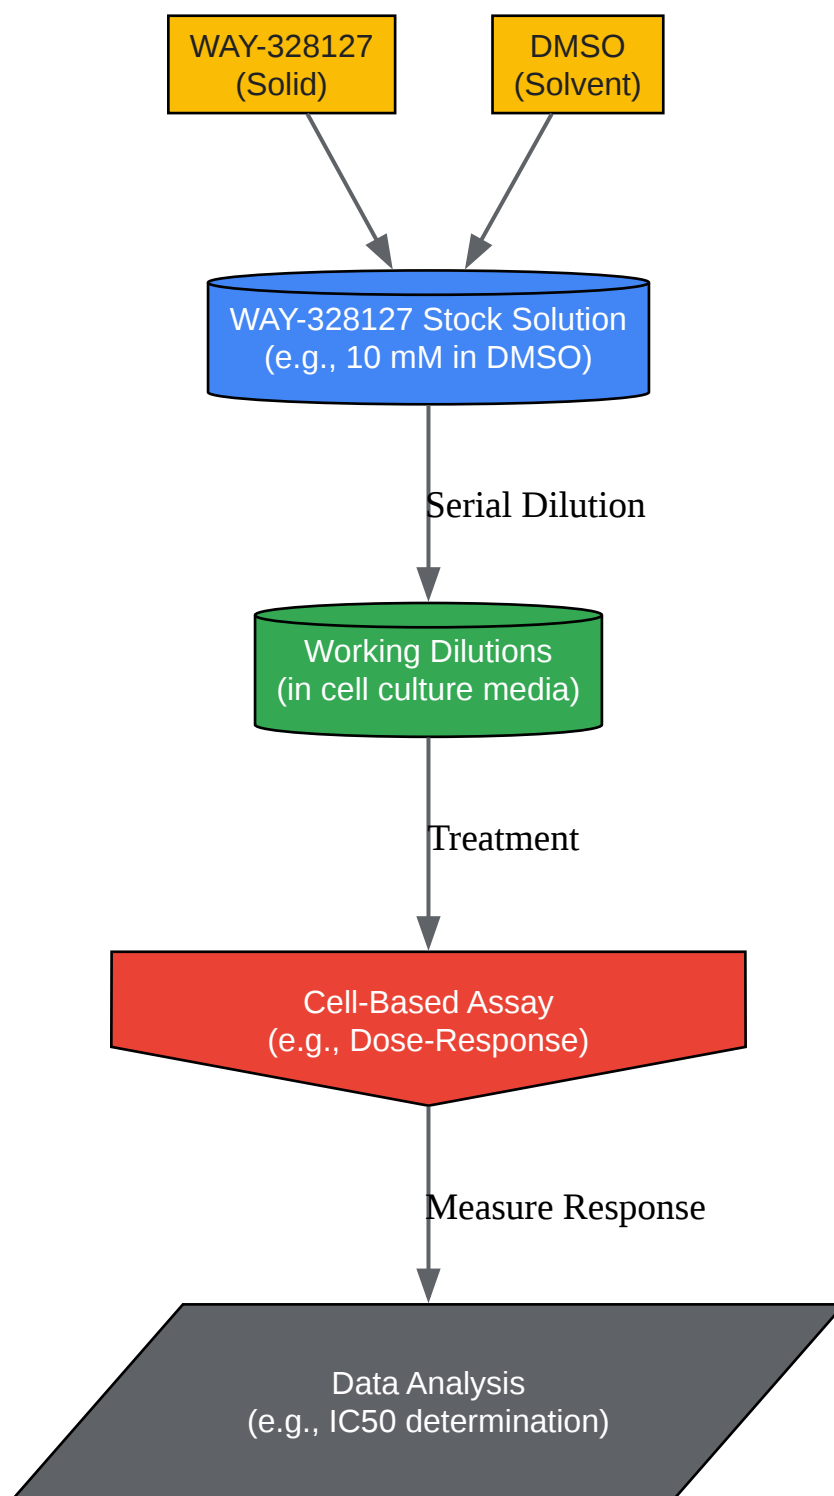 WAY-328127
(Solid)
DMSO
(Solvent)
WAY-328127 Stock Solution
(e.g., 10 mM in DMSO)
Serial Dilution
Working Dilutions
(in cell culture media)
Treatment
Cell-Based Assay
(e.g., Dose-Response)
Measure Response
Data Analysis
(e.g., IC50 determination)